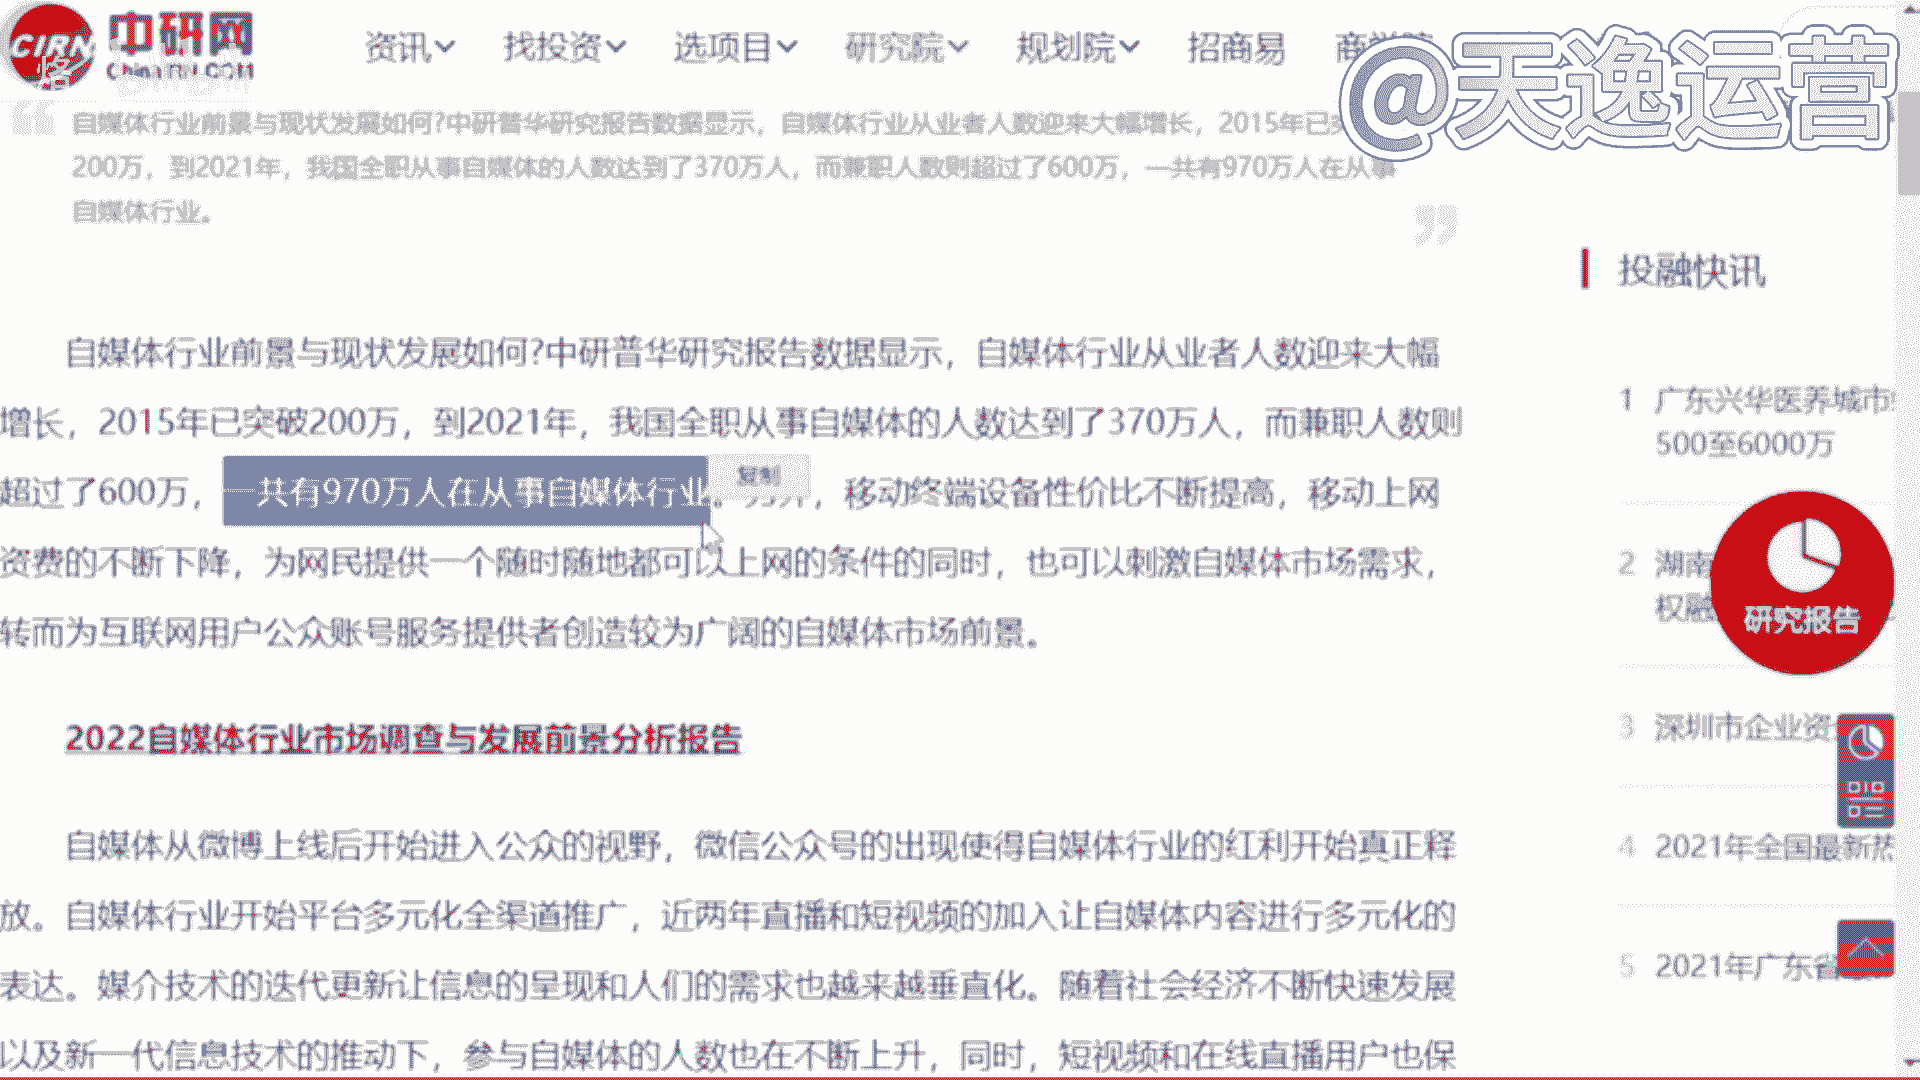 CIRN
中研网
ChinaIRN.COM
资讯
找投资
选项目
研究院
规划院
招商易
@天逸运营
自媒体行业前景与现状发展如何?中研普华研究报告数据显示，自媒体行业从业者人数迎来大幅增长，2015年已突
200万，到2021年，我国全职从事自媒体的人数达到了370万人，而兼职人数则超过了600万，一共有970万人在从事
自媒体行业。
投融快讯
自媒体行业前景与现状发展如何?中研普华研究报告数据显示，自媒体行业从业者人数迎来大幅
增长，2015年已突破200万，到2021年，我国全职从事自媒体的人数达到了370万人，而兼职人数则
超过了600万，一共有970万人在从事自媒体行业。另外，移动终端设备性价比不断提高，移动上网
复制
资费的不断下降，为网民提供一个随时随地都可以上网的条件的同时，也可以刺激自媒体市场需求，
转而为互联网用户公众账号服务提供者创造较为广阔的自媒体市场前景。
2022自媒体行业市场调查与发展前景分析报告
自媒体从微博上线后开始进入公众的视野，微信公众号的出现使得自媒体行业的红利开始真正释
放。自媒体行业开始平台多元化全渠道推广，近两年直播和短视频的加入让自媒体内容进行多元化的
表达。媒介技术的迭代更新让信息的呈现和人们的需求也越来越垂直化。随着社会经济不断快速发展
以及新一代信息技术的推动下，参与自媒体的人数也在不断上升，同时，短视频和在线直播用户也保
1 广东兴华医养城市
500至6000万
2 湖南
权融
研究报告
3 深圳市企业资
4 2021年全国最新热
5 2021年广东省